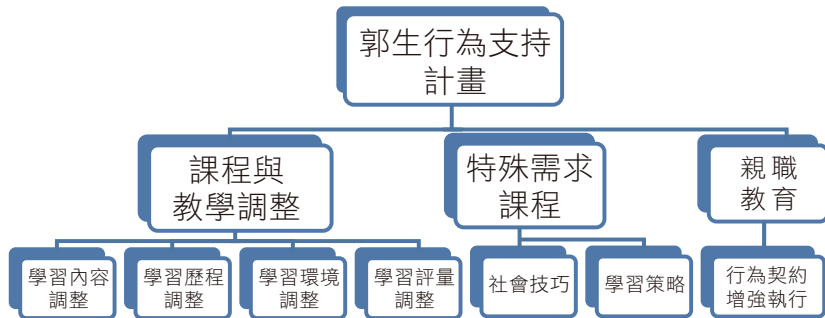 郭生行為支持
計畫
課程與
教學調整
特殊需求
課程
親職
教育
學習內容
調整
學習歷程
調整
學習環境
調整
學習評量
調整
社會技巧
學習策略
行為契約
增強執行